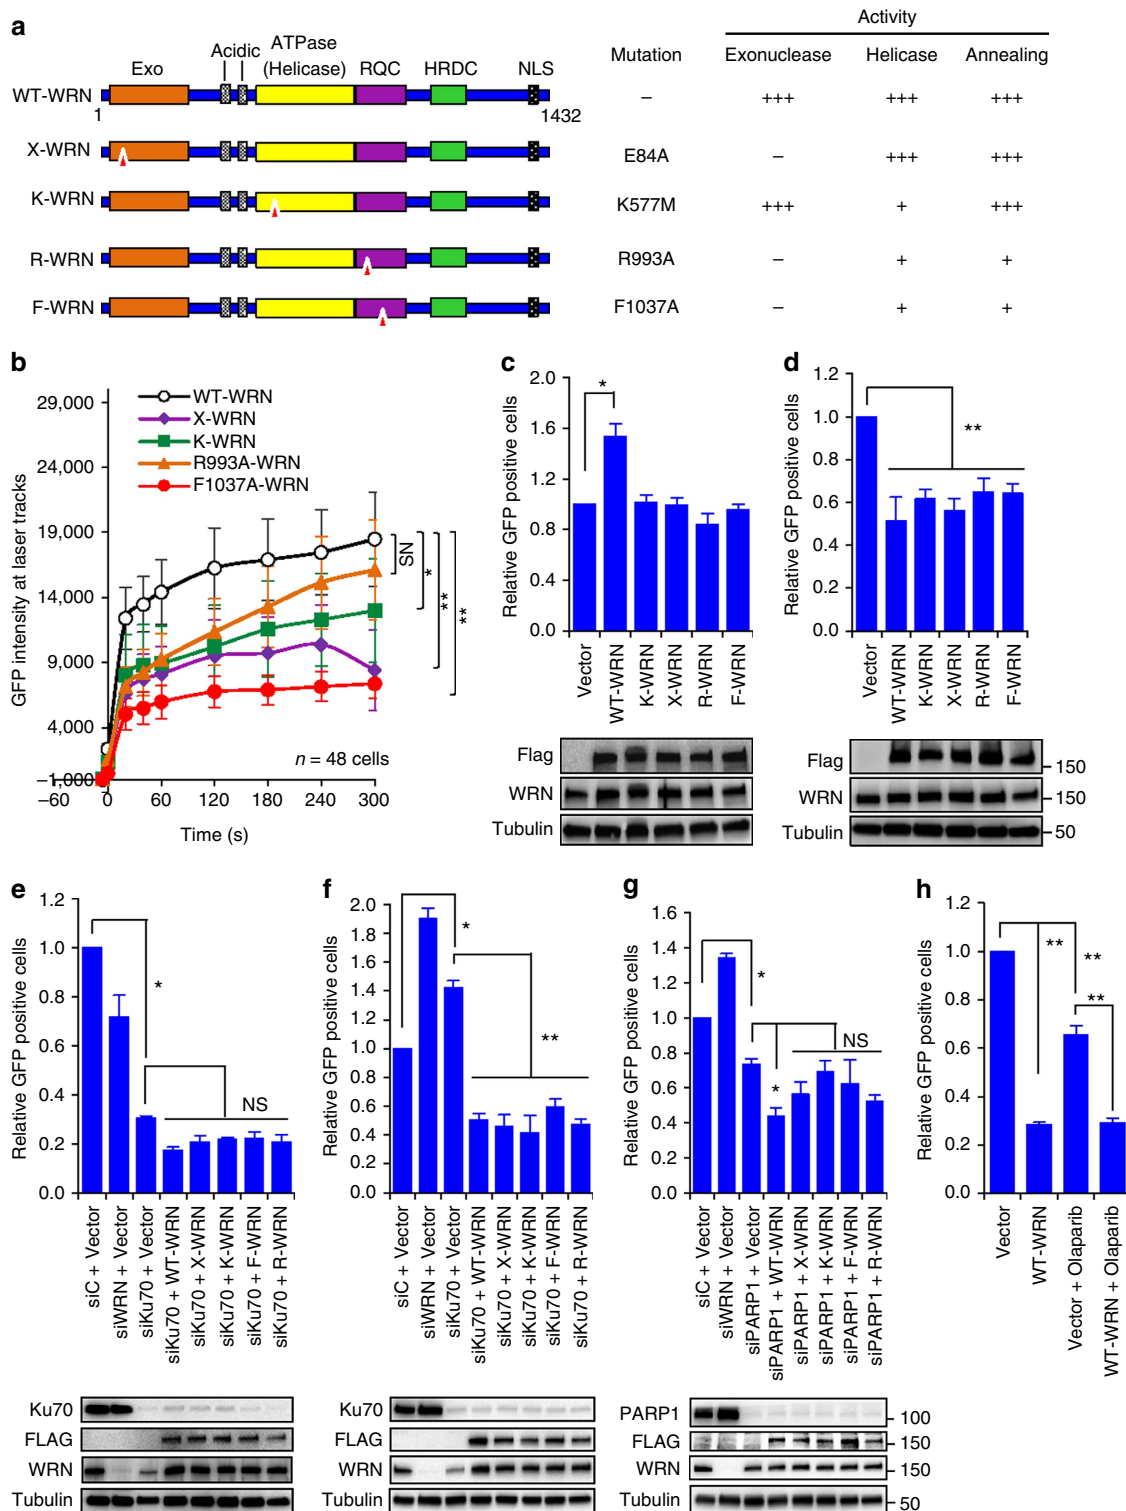 a
Activity
Mutation Exonuclease Helicase Annealing
Exo Acidic ATPase (Helicase) RQC HRDC NLS
WT-WRN 1 1432 – +++ +++ +++
X-WRN E84A – +++ +++
K-WRN K577M +++ + +++
R-WRN R993A – + +
F-WRN F1037A – + +
b
GFP intensity at laser tracks
29,000
24,000
19,000
14,000
9,000
4,000
–1,000
WT-WRN
X-WRN
K-WRN
R993A-WRN
F1037A-WRN
NS
*
**
**
n = 48 cells
–60 0 60 120 180 240 300
Time (s)
c
Relative GFP positive cells
2.0
1.6
1.2
0.8
0.4
0.0
*
Vector
WT-WRN
K-WRN
X-WRN
R-WRN
F-WRN
Flag
WRN
Tubulin
d
Relative GFP positive cells
1.2
1.0
0.8
0.6
0.4
0.2
0.0
**
Vector
WT-WRN
K-WRN
X-WRN
R-WRN
F-WRN
Flag 150
WRN 150
Tubulin 50
e
Relative GFP positive cells
1.2
1.0
0.8
0.6
0.4
0.2
0.0
*
NS
siC + Vector
siWRN + Vector
siKu70 + Vector
siKu70 + WT-WRN
siKu70 + X-WRN
siKu70 + K-WRN
siKu70 + F-WRN
siKu70 + R-WRN
Ku70
FLAG
WRN
Tubulin
f
Relative GFP positive cells
2.0
1.8
1.6
1.4
1.2
1.0
0.8
0.6
0.4
0.2
0.0
*
**
siC + Vector
siWRN + Vector
siKu70 + Vector
siKu70 + WT-WRN
siKu70 + X-WRN
siKu70 + K-WRN
siKu70 + F-WRN
siKu70 + R-WRN
Ku70
FLAG
WRN
Tubulin
g
Relative GFP positive cells
1.6
1.4
1.2
1.0
0.8
0.6
0.4
0.2
0.0
*
*
NS
siC + Vector
siWRN + Vector
siPARP1 + Vector
siPARP1 + WT-WRN
siPARP1 + X-WRN
siPARP1 + K-WRN
siPARP1 + F-WRN
siPARP1 + R-WRN
PARP1 100
FLAG 150
WRN 150
Tubulin 50
h
Relative GFP positive cells
1.2
1.0
0.8
0.6
0.4
0.2
0.0
**
**
**
Vector
WT-WRN
Vector + Olaparib
WT-WRN + Olaparib